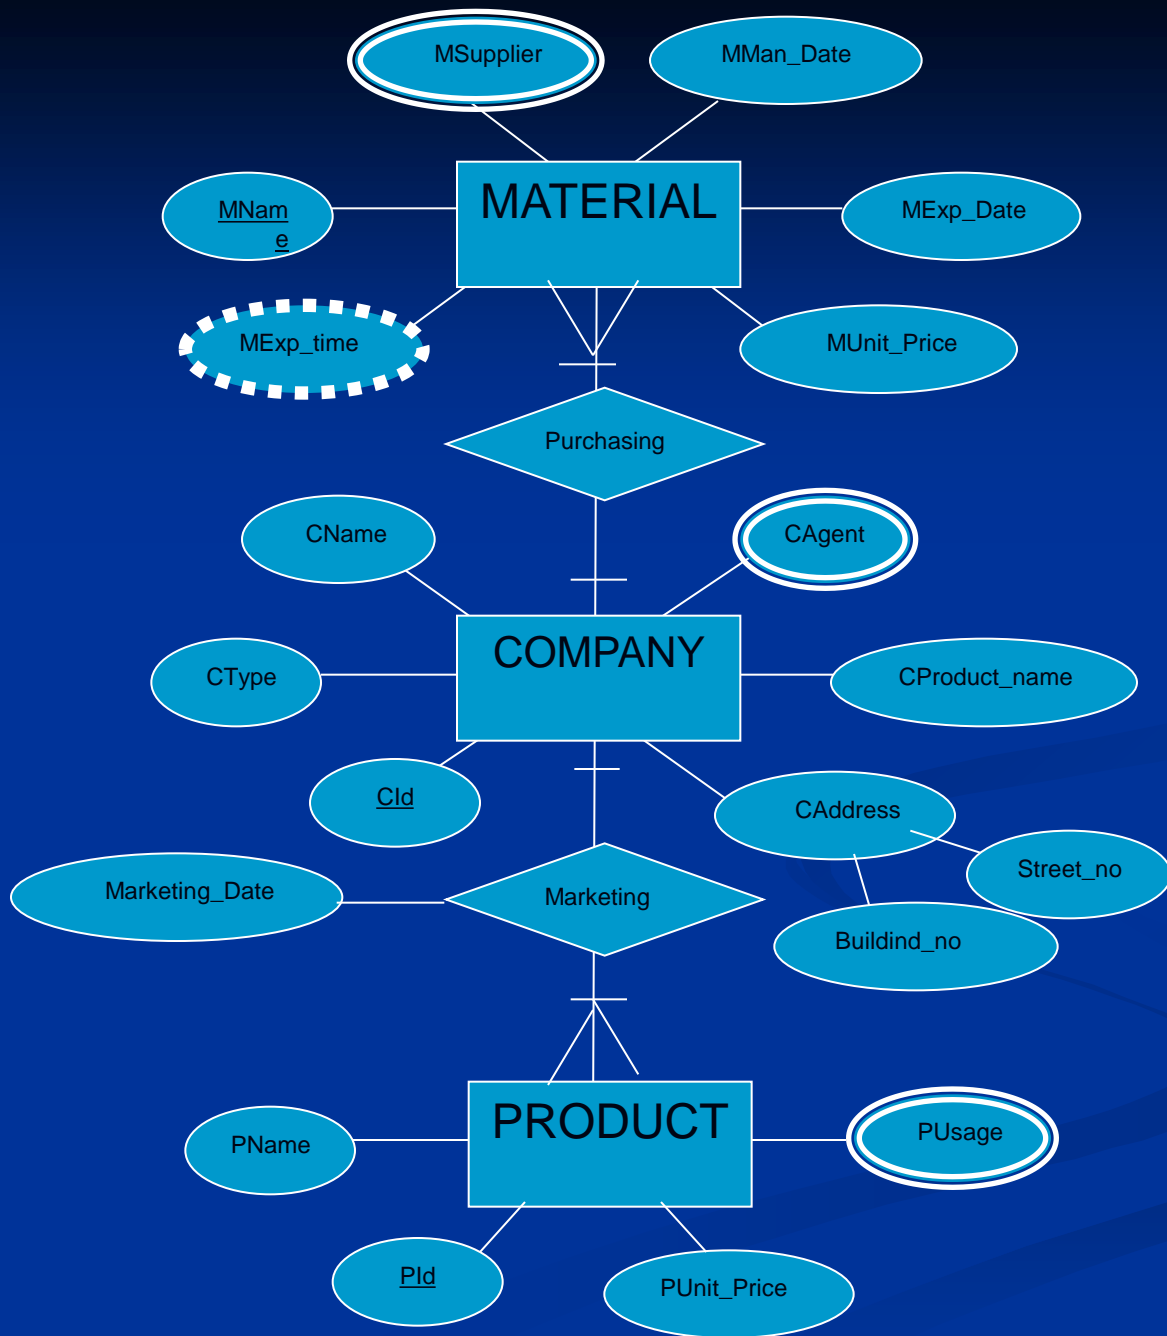 MSupplier
MMan_Date
MATERIAL
MNam
e
MExp_Date
MExp_time
MUnit_Price
Purchasing
CName
CAgent
COMPANY
CType
CProduct_name
CId
CAddress
Street_no
Marketing_Date
Marketing
Buildind_no
PRODUCT
PName
PUsage
PId
PUnit_Price